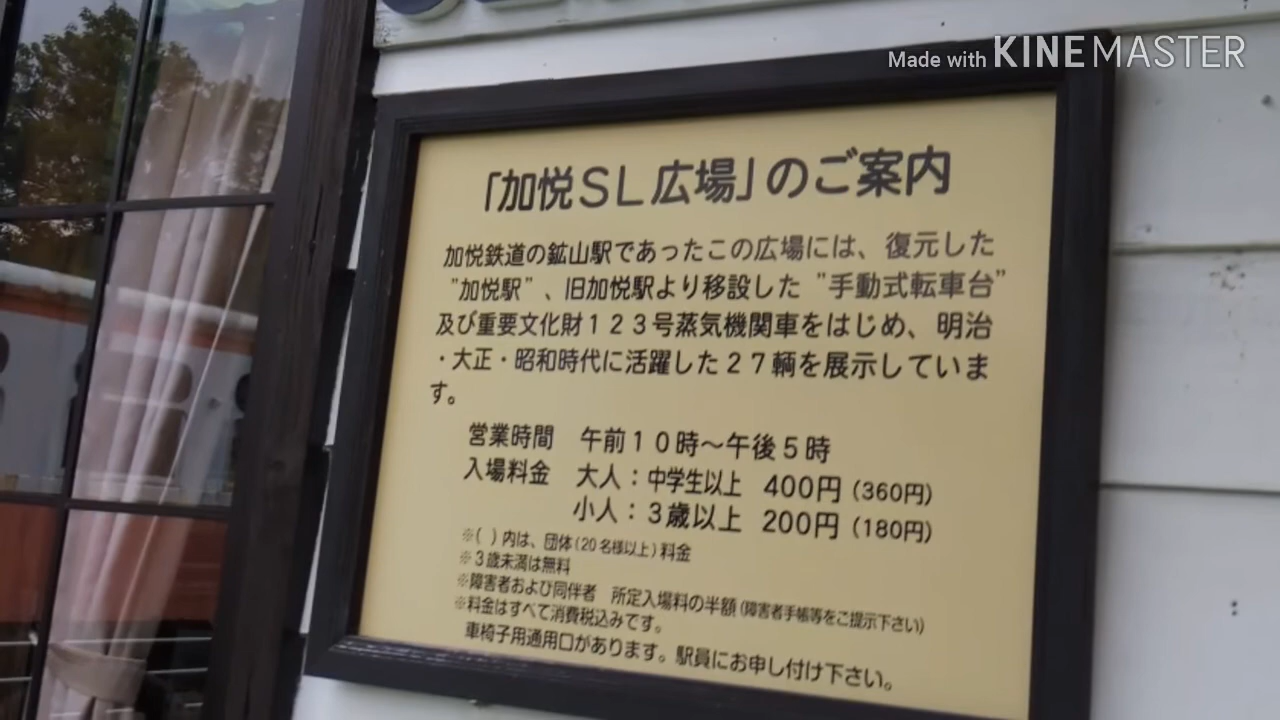 Made with KINEMASTER
「加悦ＳＬ広場」のご案内
加悦鉄道の鉱山駅であったこの広場には、復元した
"加悦駅"、旧加悦駅より移設した "手動式転車台"
及び重要文化財１２３号蒸気機関車をはじめ、明治
・大正・昭和時代に活躍した２７輌を展示していま
す。
営業時間　午前１０時～午後５時
入場料金　大人：中学生以上　400円（360円）
小人：３歳以上　200円（180円）
※（　）内は、団体（20名様以上）料金
※３歳未満は無料
※障害者および同伴者　所定入場料の半額（障害者手帳等をご提示下さい）
※料金はすべて消費税込みです。
車椅子用通用口があります。駅員にお申し付け下さい。